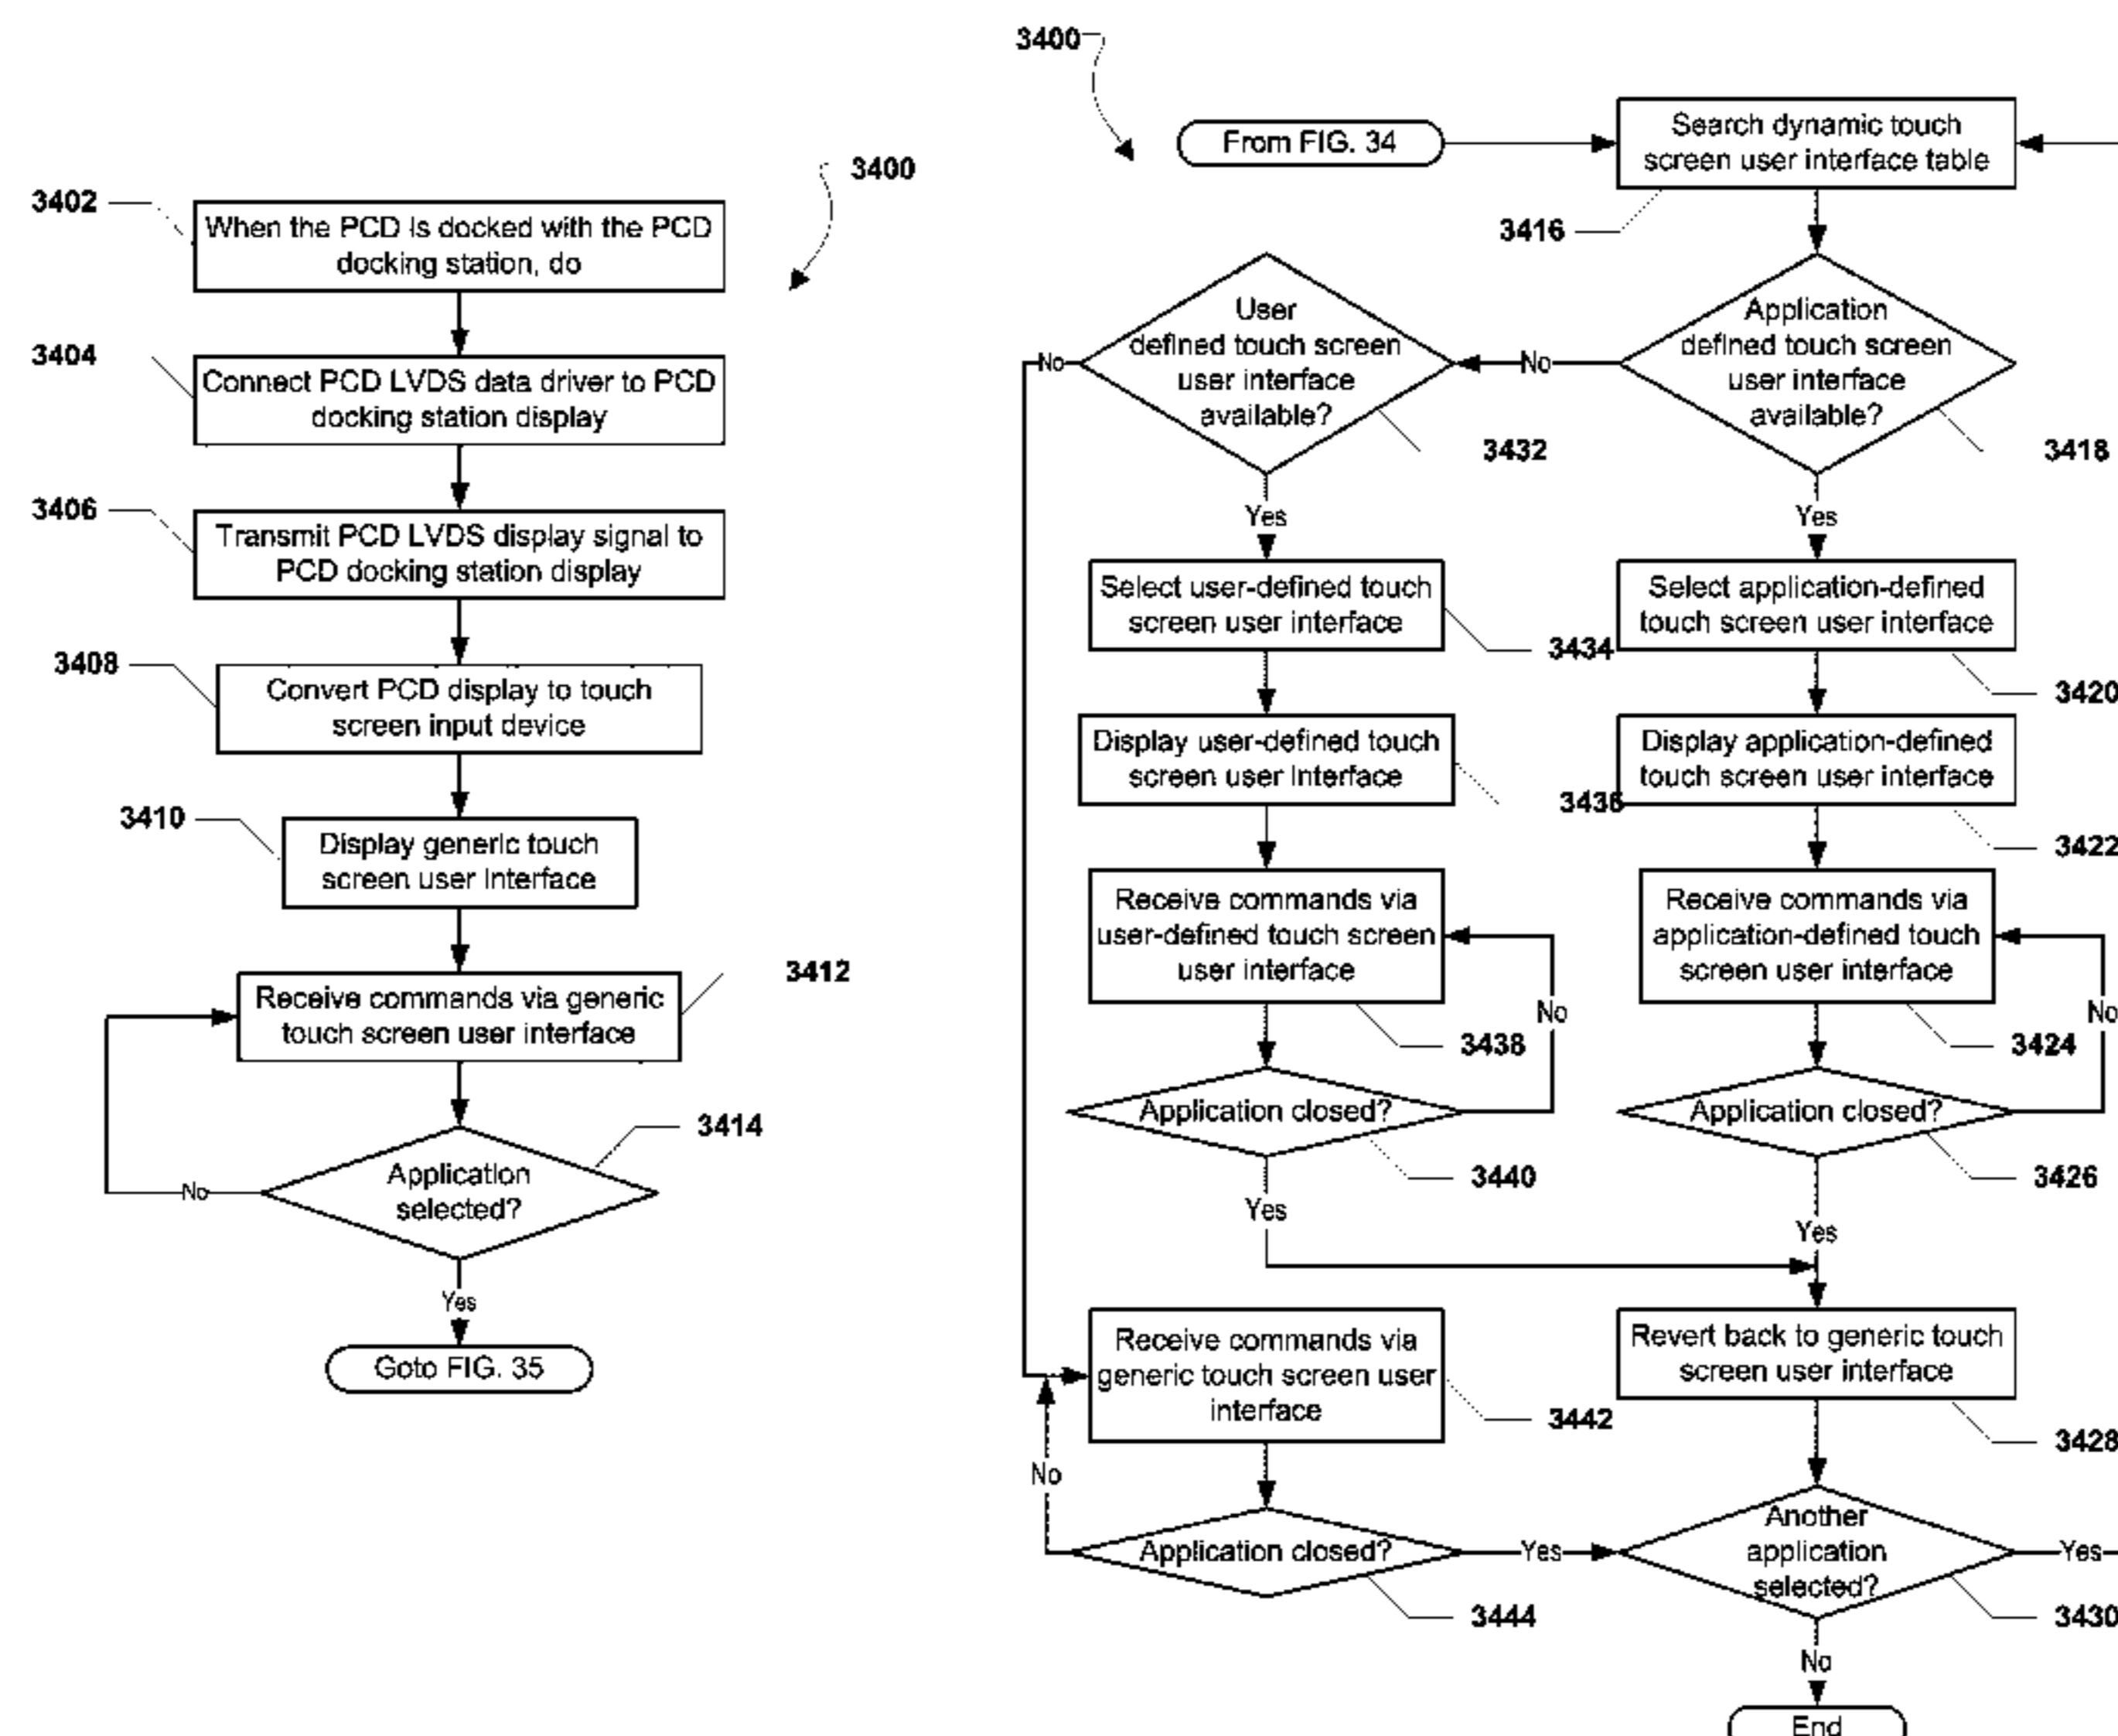 3400
3402
When the PCD is docked with the PCD
docking station, do
3404
Connect PCD LVDS data driver to PCD
docking station display
3406
Transmit PCD LVDS display signal to
PCD docking station display
3408
Convert PCD display to touch
screen input device
3410
Display generic touch
screen user interface
3412
Receive commands via generic
touch screen user interface
3414
Application
selected?
No
Yes
Goto FIG. 35
3400
From FIG. 34
Search dynamic touch
screen user interface table
3416
Application
defined touch screen
user interface
available?
3418
No
User
defined touch screen
user interface
available?
3432
No
Yes
Yes
Select user-defined touch
screen user interface
3434
Select application-defined
touch screen user interface
3420
Display user-defined touch
screen user interface
3436
Display application-defined
touch screen user interface
3422
Receive commands via
user-defined touch screen
user interface
3438
No
Receive commands via
application-defined touch
screen user interface
3424
No
Application closed?
3440
Yes
Application closed?
3426
Yes
Receive commands via
generic touch screen user
interface
3442
Revert back to generic touch
screen user interface
3428
No
Application closed?
3444
Yes
Another
application
selected?
3430
Yes
No
End